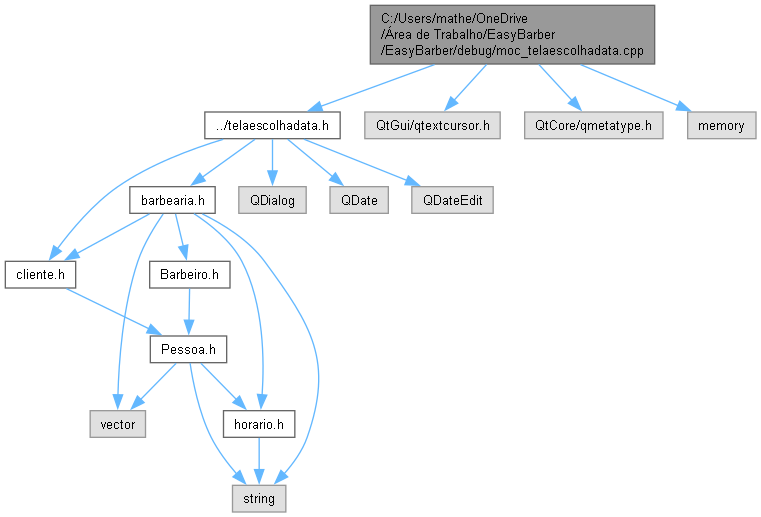 C:/Users/mathe/OneDrive
/Área de Trabalho/EasyBarber
/EasyBarber/debug/moc_telaescolhadata.cpp
../telaescolhadata.h
QtGui/qtextcursor.h
QtCore/qmetatype.h
memory
barbearia.h
QDialog
QDate
QDateEdit
cliente.h
Barbeiro.h
Pessoa.h
vector
horario.h
string